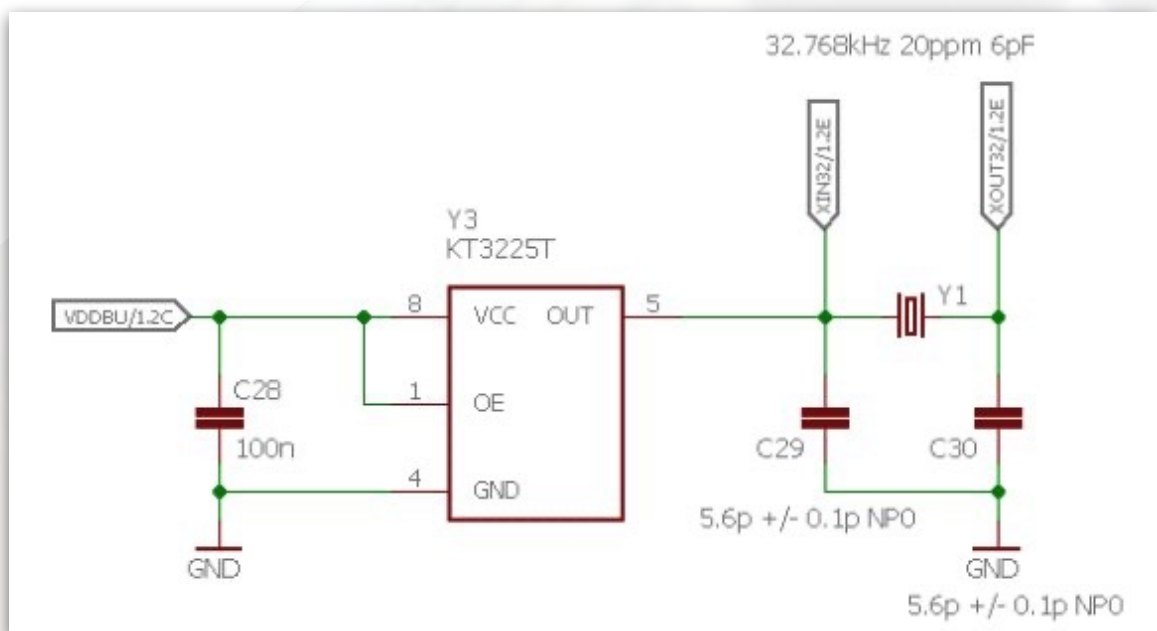 32.768kHz 20ppm 6pF
XIN32/1.2E
XOUT32/1.2E
Y3
KT3225T
VDDBU/1.2C
8
VCC OUT
5
Y1
C28
100n
1
OE
C29
C30
4
GND
5.6p +/- 0.1p NP0
GND
GND
5.6p +/- 0.1p NP0